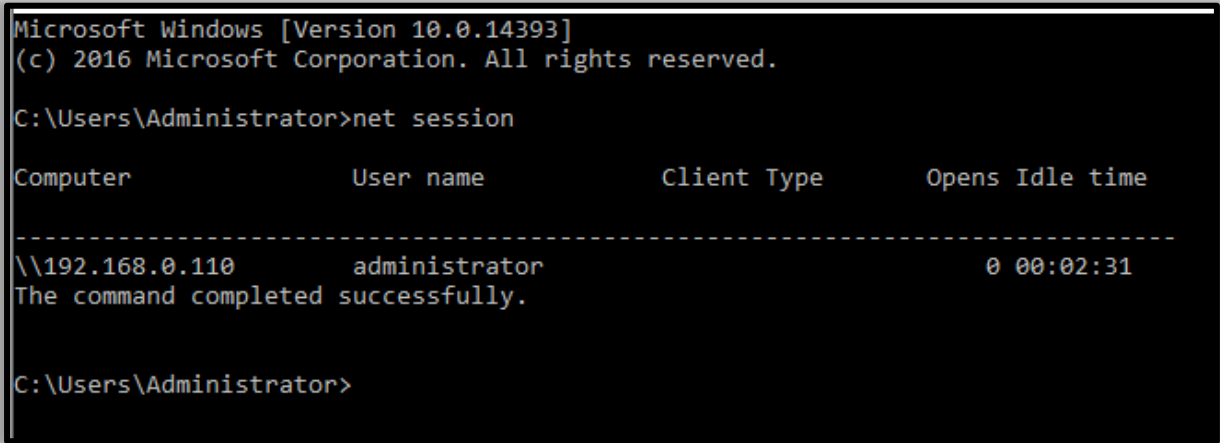 Microsoft Windows [Version 10.0.14393]
(c) 2016 Microsoft Corporation. All rights reserved.
C:\Users\Administrator>net session
Computer User name Client Type Opens Idle time
-------------------------------------------------------------------------------
\\192.168.0.110 administrator 0 00:02:31
The command completed successfully.
C:\Users\Administrator>